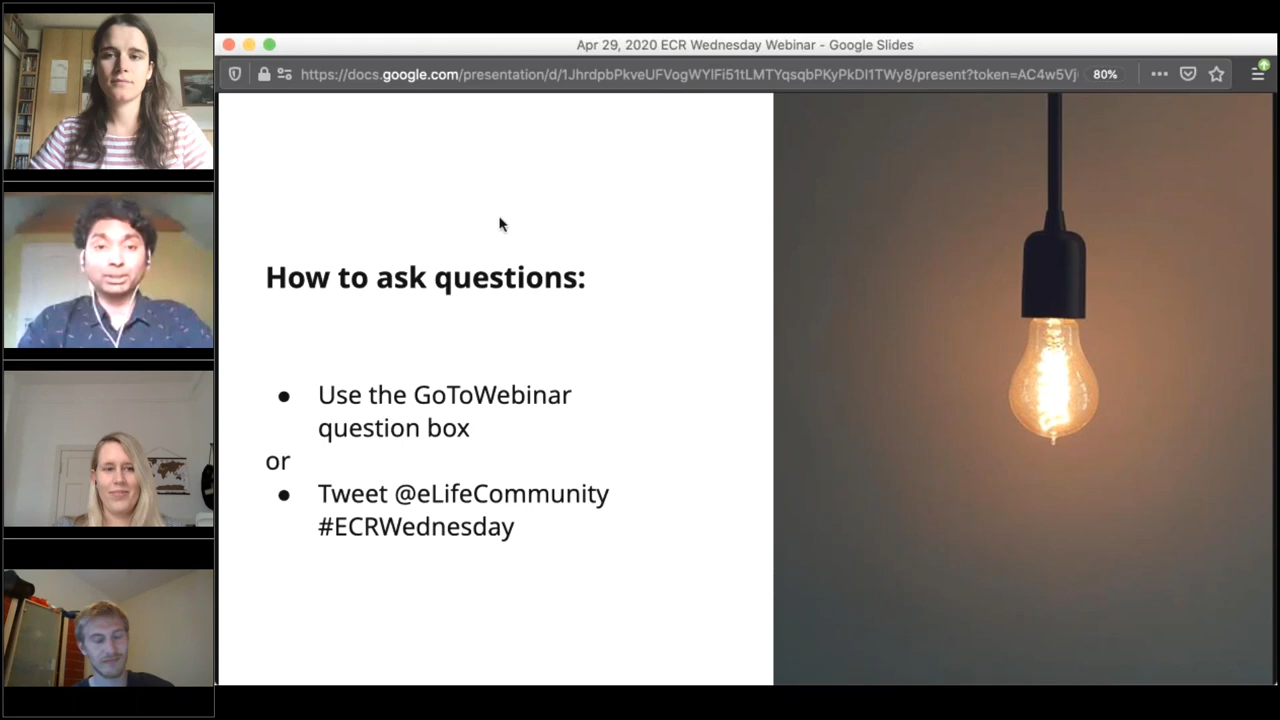 Apr 29, 2020 ECR Wednesday Webinar - Google Slides
80%
How to ask questions:
● Use the GoToWebinar
question box
or
● Tweet @eLifeCommunity
#ECRWednesday